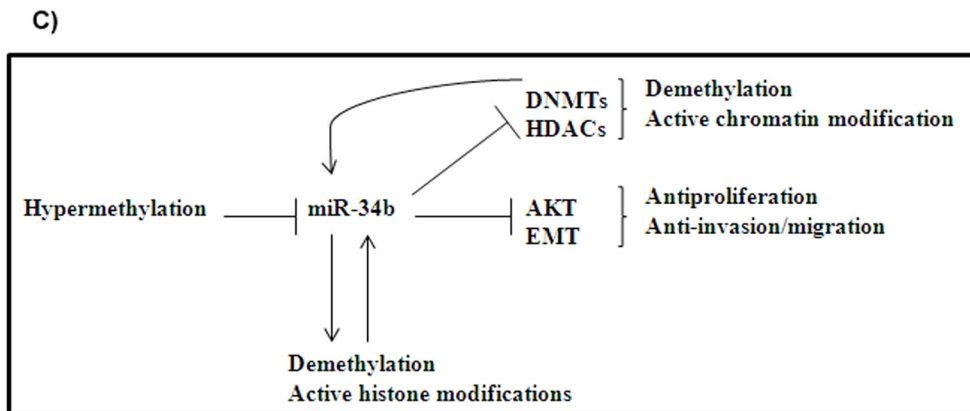 C)
DNMTs
HDACs
Demethylation
Active chromatin modification
Hypermethylation
miR-34b
AKT
EMT
Antiproliferation
Anti-invasion/migration
Demethylation
Active histone modifications